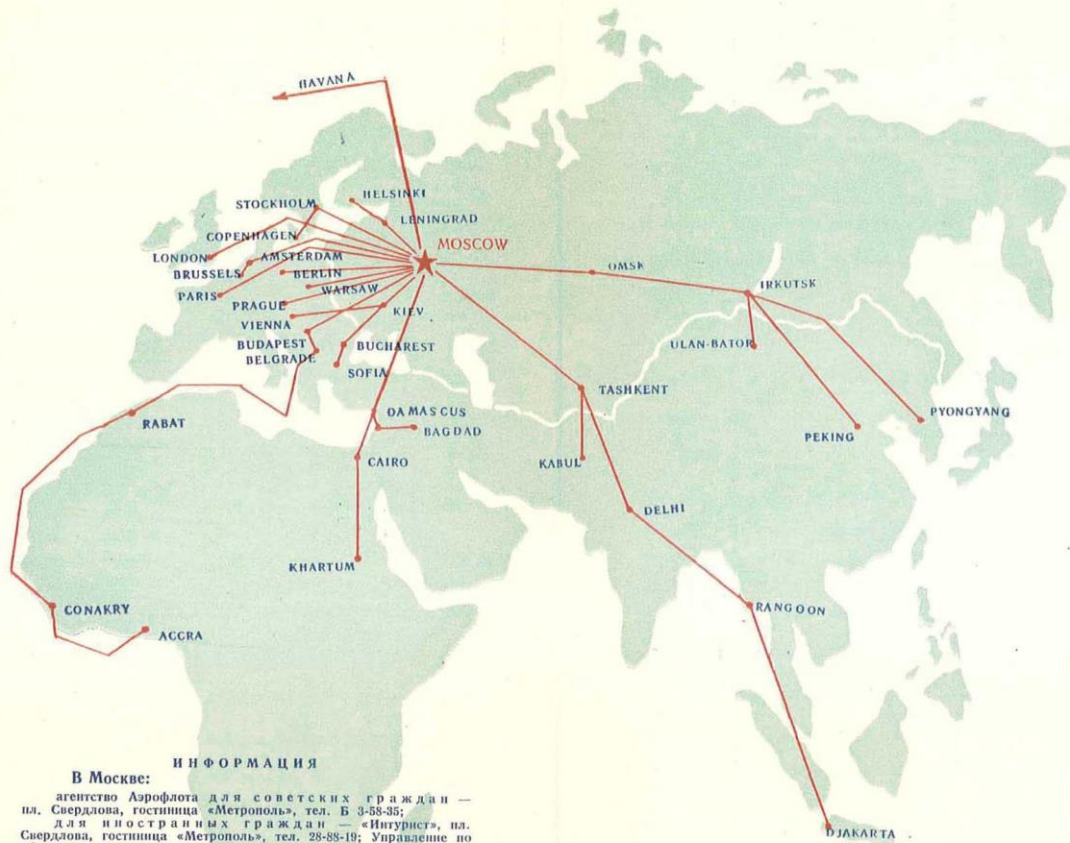 HAVANA
HELSINKI
STOCKHOLM
LENINGRAD
COPENHAGEN
MOSCOW
LONDON
AMSTERDAM
BRUSSELS
BERLIN
OMSK
WARSAW
IRKUTSK
PARIS
PRAGUE
KIEV
VIENNA
BUDAPEST
BUCHAREST
ULAN-BATOR
BELGRADE
SOFIA
TASHKENT
DAMASCUS
PYONGYANG
RABAT
BAGDAD
PEKING
CAIRO
KABUL
DELHI
KHARTUM
CONAKRY
RANGOON
ACCRA
ИНФОРМАЦИЯ
В Москве:
агентство Аэрофлота для советских граждан —
пл. Свердлова, гостиница «Метрополь», тел. Б 3-58-35;
для иностранных граждан — «Интурист», пл.
Свердлова, гостиница «Метрополь», тел. 28-88-19; Управление по
DJAKARTA